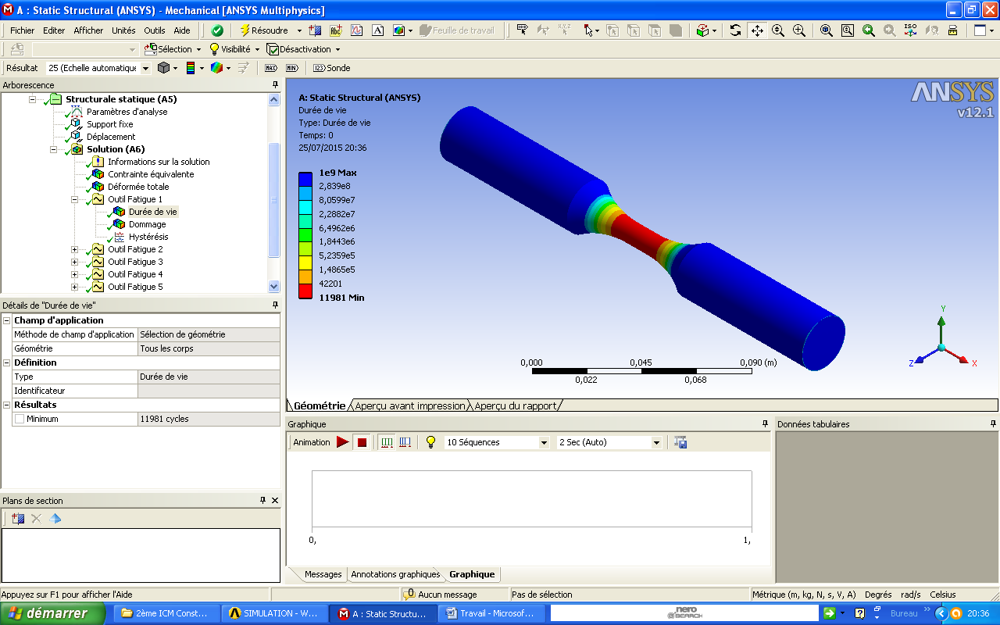 A : Static Structural (ANSYS) - Mechanical [ANSYS Multiphysics]
Fichier Editer Afficher Unités Outils Aide Résoudre Feuille de travail
Sélection Visibilité Désactivation
Résultat 25 (Echelle automatique MAX MIN Sonde
Arborescence
Structurale statique (A5)
Paramètres d'analyse
Support fixe
Déplacement
Solution (A6)
Informations sur la solution
Contrainte équivalente
Déformée totale
Outil Fatigue 1
Durée de vie
Dommage
Hystérésis
Outil Fatigue 2
Outil Fatigue 3
Outil Fatigue 4
Outil Fatigue 5
Détails de "Durée de vie"
Champ d'application
Méthode de champ d'application Sélection de géométrie
Géométrie Tous les corps
Définition
Type Durée de vie
Identificateur
Résultats
Minimum 11981 cycles
Plans de section
A: Static Structural (ANSYS)
Durée de vie
Type: Durée de vie
Temps: 0
25/07/2015 20:36
1e9 Max
2,839e8
8,0599e7
2,2882e7
6,4962e6
1,8443e6
5,2359e5
1,4865e5
42201
11981 Min
ANSYS
v12.1
0,000 0,045 0,090 (m)
0,022 0,068
Y
Z X
Géométrie Aperçu avant impression Aperçu du rapport
Graphique
Animation 10 Séquences 2 Sec (Auto)
0, 1,
Messages Annotations graphiques Graphique
Données tabulaires
Appuyez sur F1 pour afficher l'Aide 0 Aucun message Pas de sélection Métrique (m, kg, N, s, V, A) Degrés rad/s Celsius
démarrer 2ème ICM Const... SIMULATION - W... A : Static Structu... Travail - Microsof... nero SEARCH Bureau 20:36